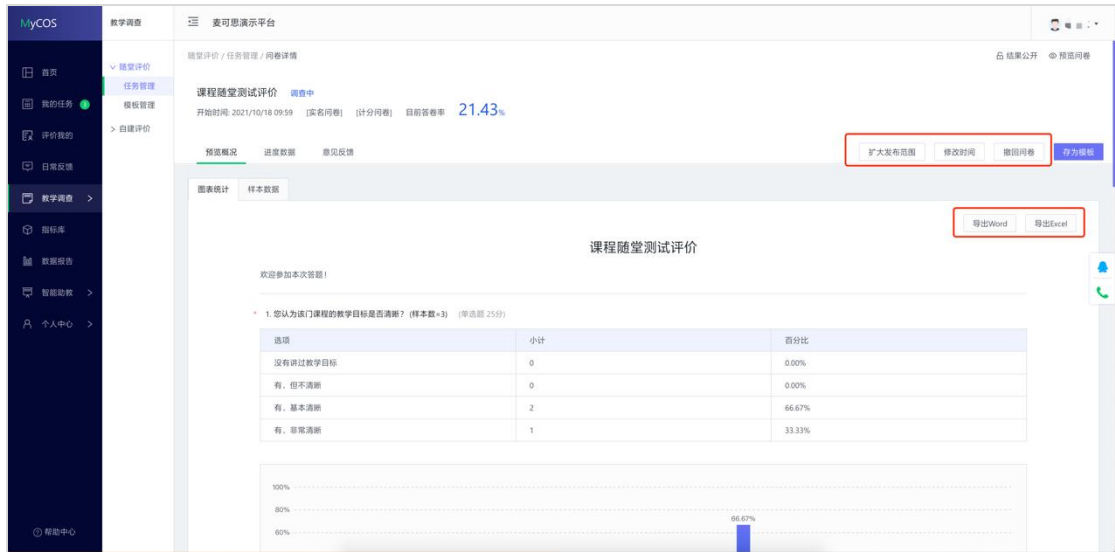 MyCOS
教学调查
麦可思演示平台
首页
我的任务
评价我的
日常反馈
教学调查 >
指标库
数据报告
智能助教 >
个人中心 >
帮助中心
随堂评价
任务管理
模板管理
> 自建评价
随堂评价 / 任务管理 / 问卷详情
结果公开 预览问卷
课程随堂测试评价 调查中
开始时间: 2021/10/18 09:59 [实名问卷] [计分问卷] 目前答卷率 21.43%
预览概况 进度数据 意见反馈
扩大发布范围 修改时间 撤回问卷 存为模板
图表统计 样本数据
导出Word 导出Excel
课程随堂测试评价
欢迎参加本次答题!
* 1. 您认为该门课程的教学目标是否清晰? (样本数=3) (单选题 25分)
选项 小计 百分比
没有讲过教学目标 0 0.00%
有、但不清晰 0 0.00%
有、基本清晰 2 66.67%
有、非常清晰 1 33.33%
100%
80%
66.67%
60%